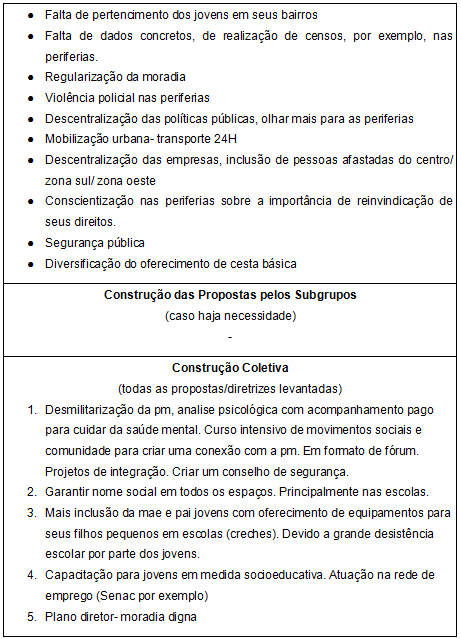 ● Falta de pertencimento dos jovens em seus bairros
● Falta de dados concretos, de realização de censos, por exemplo, nas
periferias.
● Regularização da moradia
● Violência policial nas periferias
● Descentralização das políticas públicas, olhar mais para as periferias
● Mobilização urbana- transporte 24H
● Descentralização das empresas, inclusão de pessoas afastadas do centro/
zona sul/ zona oeste
● Conscientização nas periferias sobre a importância de reinvindicação de
seus direitos.
● Segurança pública
● Diversificação do oferecimento de cesta básica
Construção das Propostas pelos Subgrupos
(caso haja necessidade)
-
Construção Coletiva
(todas as propostas/diretrizes levantadas)
1. Desmilitarização da pm, analise psicológica com acompanhamento pago
para cuidar da saúde mental. Curso intensivo de movimentos sociais e
comunidade para criar uma conexão com a pm. Em formato de fórum.
Projetos de integração. Criar um conselho de segurança.
2. Garantir nome social em todos os espaços. Principalmente nas escolas.
3. Mais inclusão da mae e pai jovens com oferecimento de equipamentos para
seus filhos pequenos em escolas (creches). Devido a grande desistência
escolar por parte dos jovens.
4. Capacitação para jovens em medida socioeducativa. Atuação na rede de
emprego (Senac por exemplo)
5. Plano diretor- moradia digna